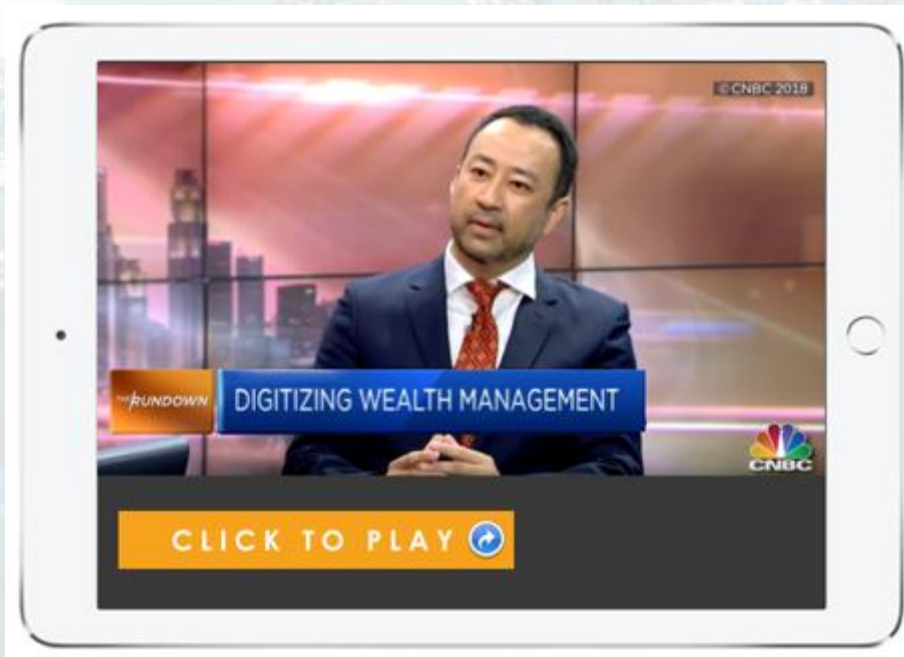 © CNBC 2018
THE RUNDOWN
DIGITIZING WEALTH MANAGEMENT
CNBC
CLICK TO PLAY